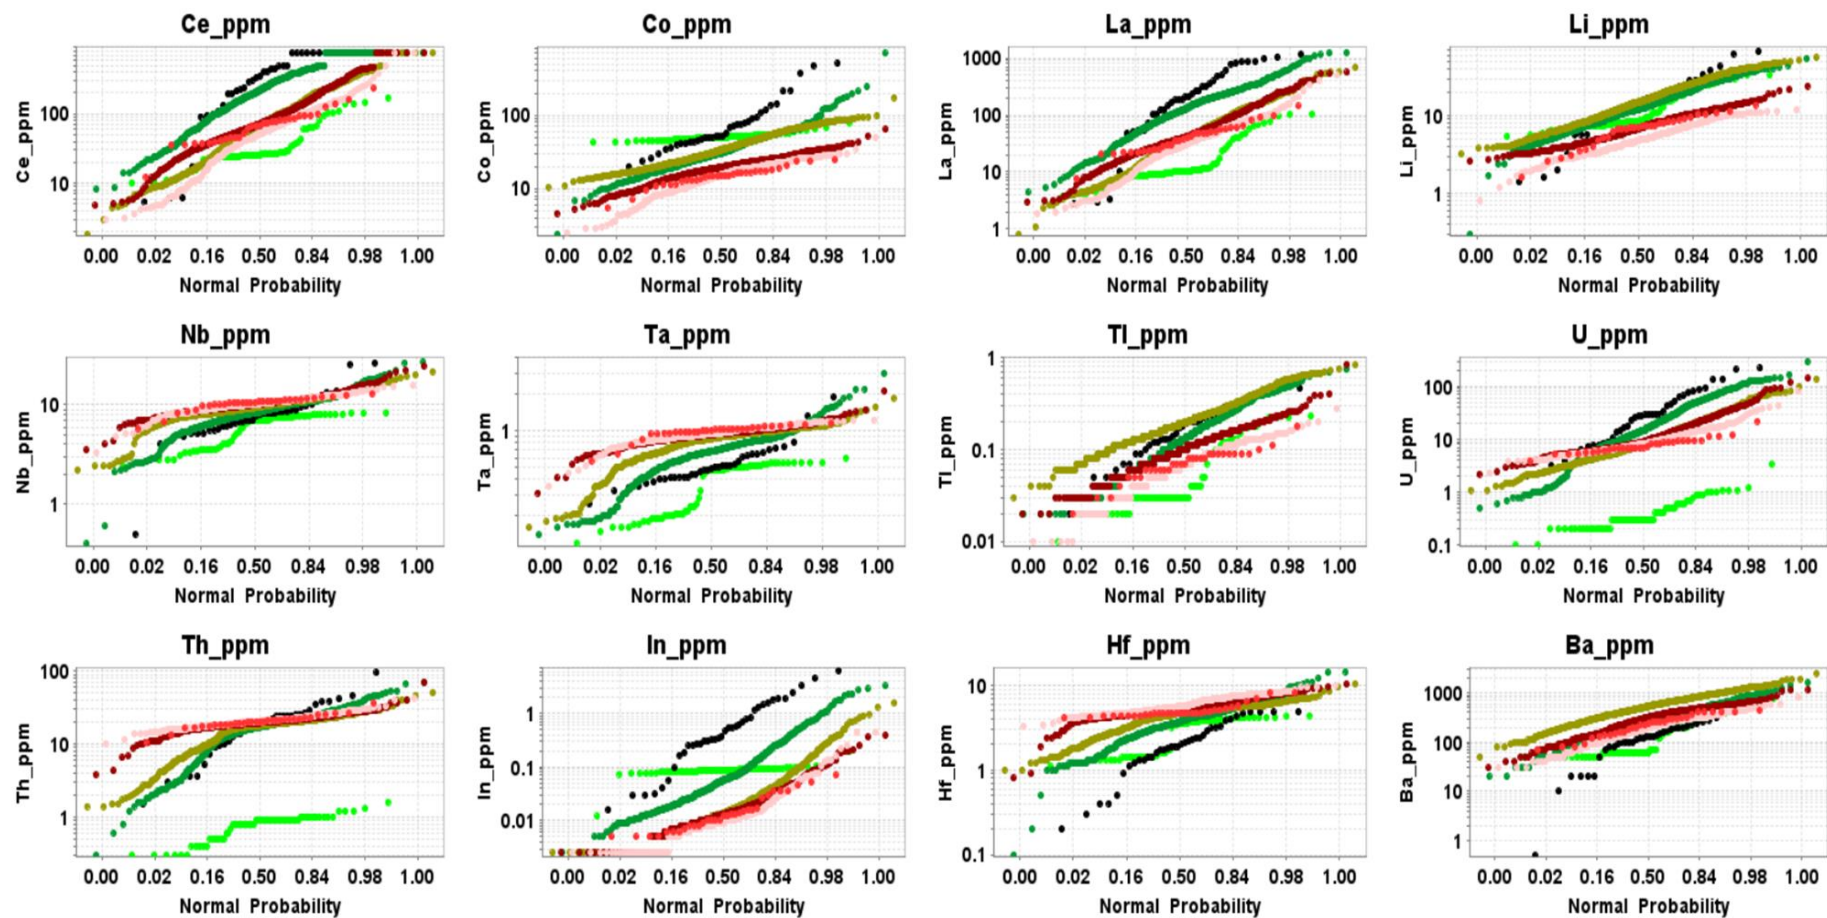 Ce_ppm Co_ppm La_ppm Li_ppm
Ce_ppm
100
10
0.00 0.02 0.16 0.50 0.84 0.98 1.00
Normal Probability
Co_ppm
100
10
0.00 0.02 0.16 0.50 0.84 0.98 1.00
Normal Probability
La_ppm
1000
100
10
1
0.00 0.02 0.16 0.50 0.84 0.98 1.00
Normal Probability
Li_ppm
10
1
0.00 0.02 0.16 0.50 0.84 0.98 1.00
Normal Probability
Nb_ppm Ta_ppm Tl_ppm U_ppm
Nb_ppm
10
1
0.00 0.02 0.16 0.50 0.84 0.98 1.00
Normal Probability
Ta_ppm
1
0.00 0.02 0.16 0.50 0.84 0.98 1.00
Normal Probability
Tl_ppm
1
0.1
0.01
0.00 0.02 0.16 0.50 0.84 0.98 1.00
Normal Probability
U_ppm
100
10
1
0.1
0.00 0.02 0.16 0.50 0.84 0.98 1.00
Normal Probability
Th_ppm In_ppm Hf_ppm Ba_ppm
Th_ppm
100
10
1
0.00 0.02 0.16 0.50 0.84 0.98 1.00
Normal Probability
In_ppm
1
0.10
0.01
0.00 0.02 0.16 0.50 0.84 0.98 1.00
Normal Probability
Hf_ppm
10
1
0.1
0.00 0.02 0.16 0.50 0.84 0.98 1.00
Normal Probability
Ba_ppm
1000
100
10
1
0.00 0.02 0.16 0.50 0.84 0.98 1.00
Normal Probability